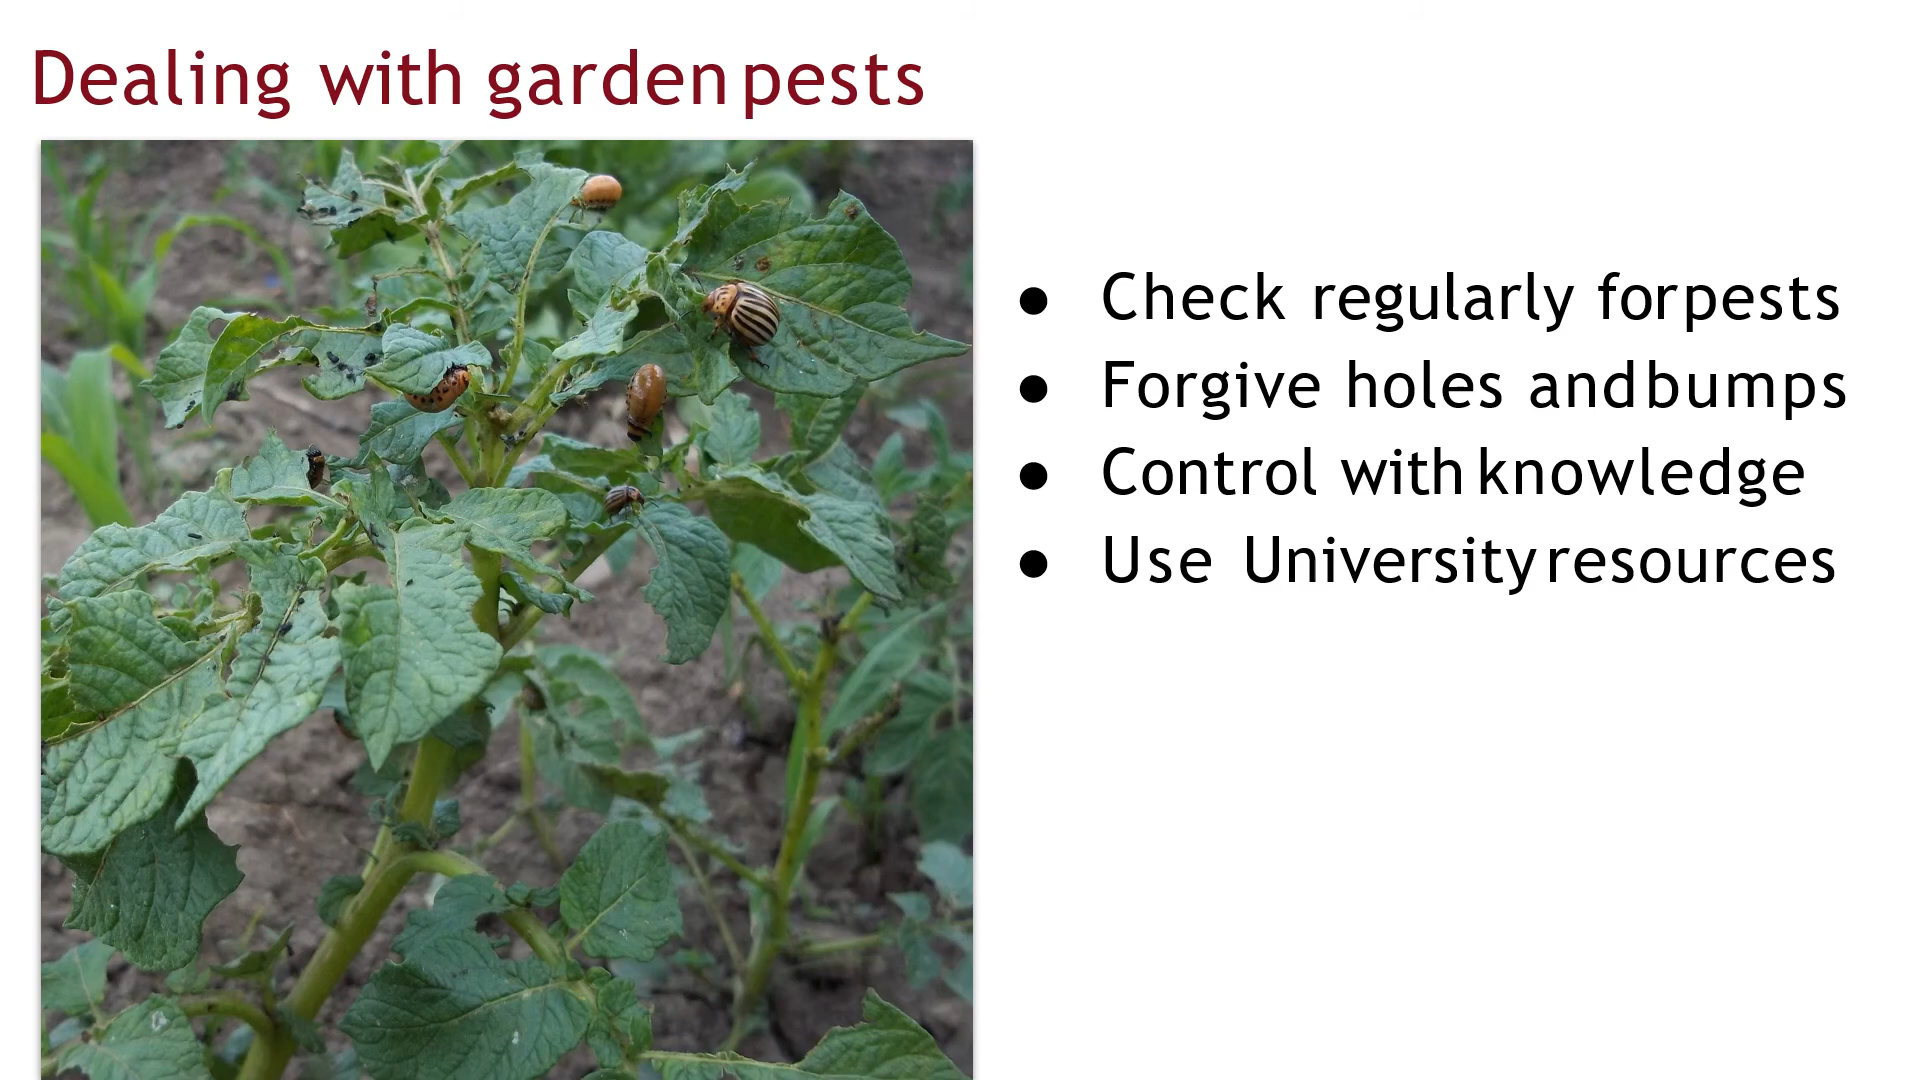 Dealing with garden pests
● Check regularly for pests
● Forgive holes and bumps
● Control with knowledge
● Use University resources